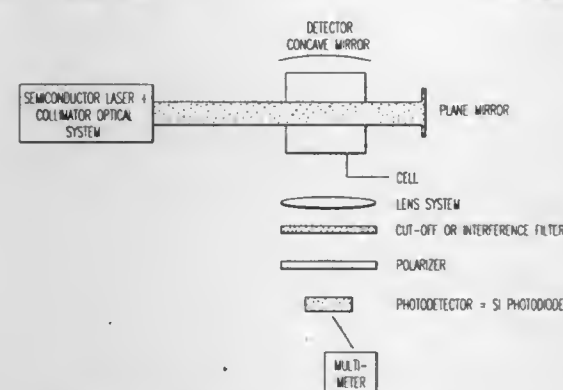 DETECTOR
CONCAVE MIRROR
SEMICONDUCTOR LASER +
COLLIMATOR OPTICAL
SYSTEM
PLANE MIRROR
CELL
LENS SYSTEM
CUT-OFF OR INTERFERENCE FILTER
POLARIZER
PHOTODETECTOR = SI PHOTODIODE
MULTI-
METER